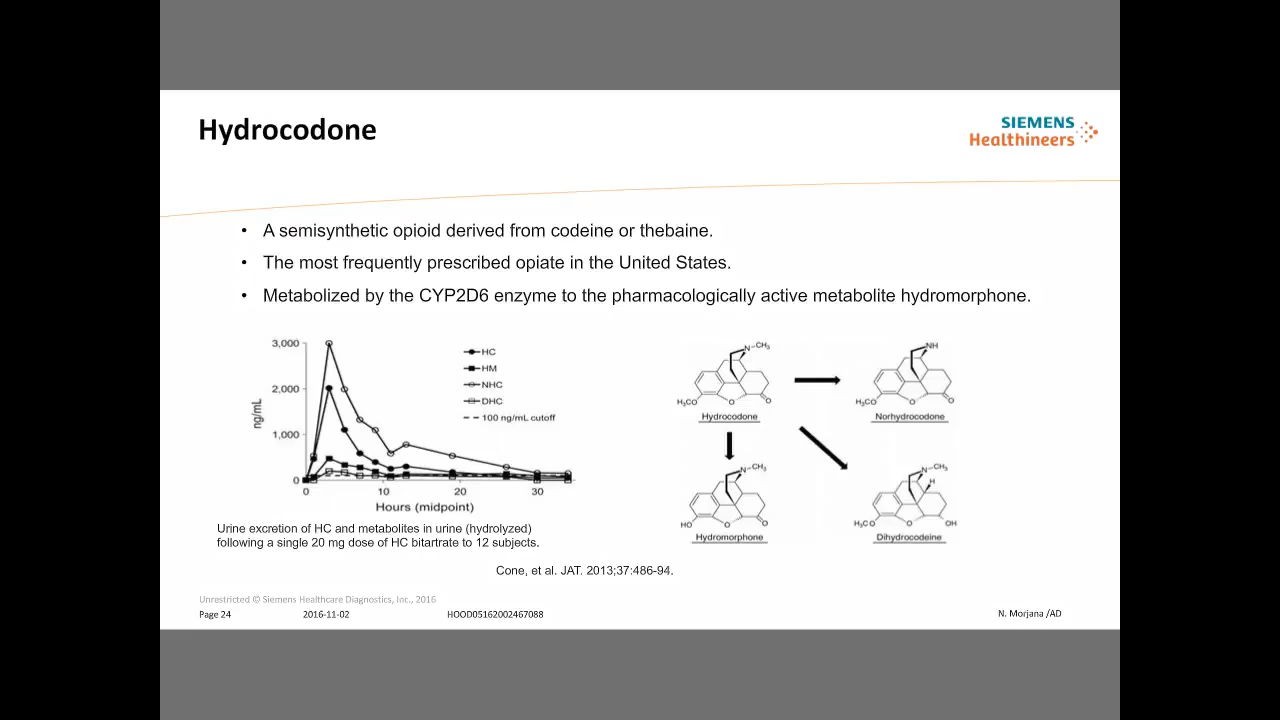 Hydrocodone
SIEMENS
Healthineers
• A semisynthetic opioid derived from codeine or thebaine.
• The most frequently prescribed opiate in the United States.
• Metabolized by the CYP2D6 enzyme to the pharmacologically active metabolite hydromorphone.
3,000
2,000
1,000
0
ng/mL
0 10 20 30
Hours (midpoint)
HC
HM
NHC
DHC
100 ng/mL cutoff
Urine excretion of HC and metabolites in urine (hydrolyzed)
following a single 20 mg dose of HC bitartrate to 12 subjects.
N CH₃
H₃CO O O
Hydrocodone
NH
H₃CO O O
Norhydrocodone
N CH₃
HO O O
Hydromorphone
N CH₃
H
H₃CO O OH
Dihydrocodeine
Cone, et al. JAT. 2013;37:486-94.
Unrestricted © Siemens Healthcare Diagnostics, Inc., 2016
Page 24 2016-11-02 HOOD05162002467088 N. Morjana /AD